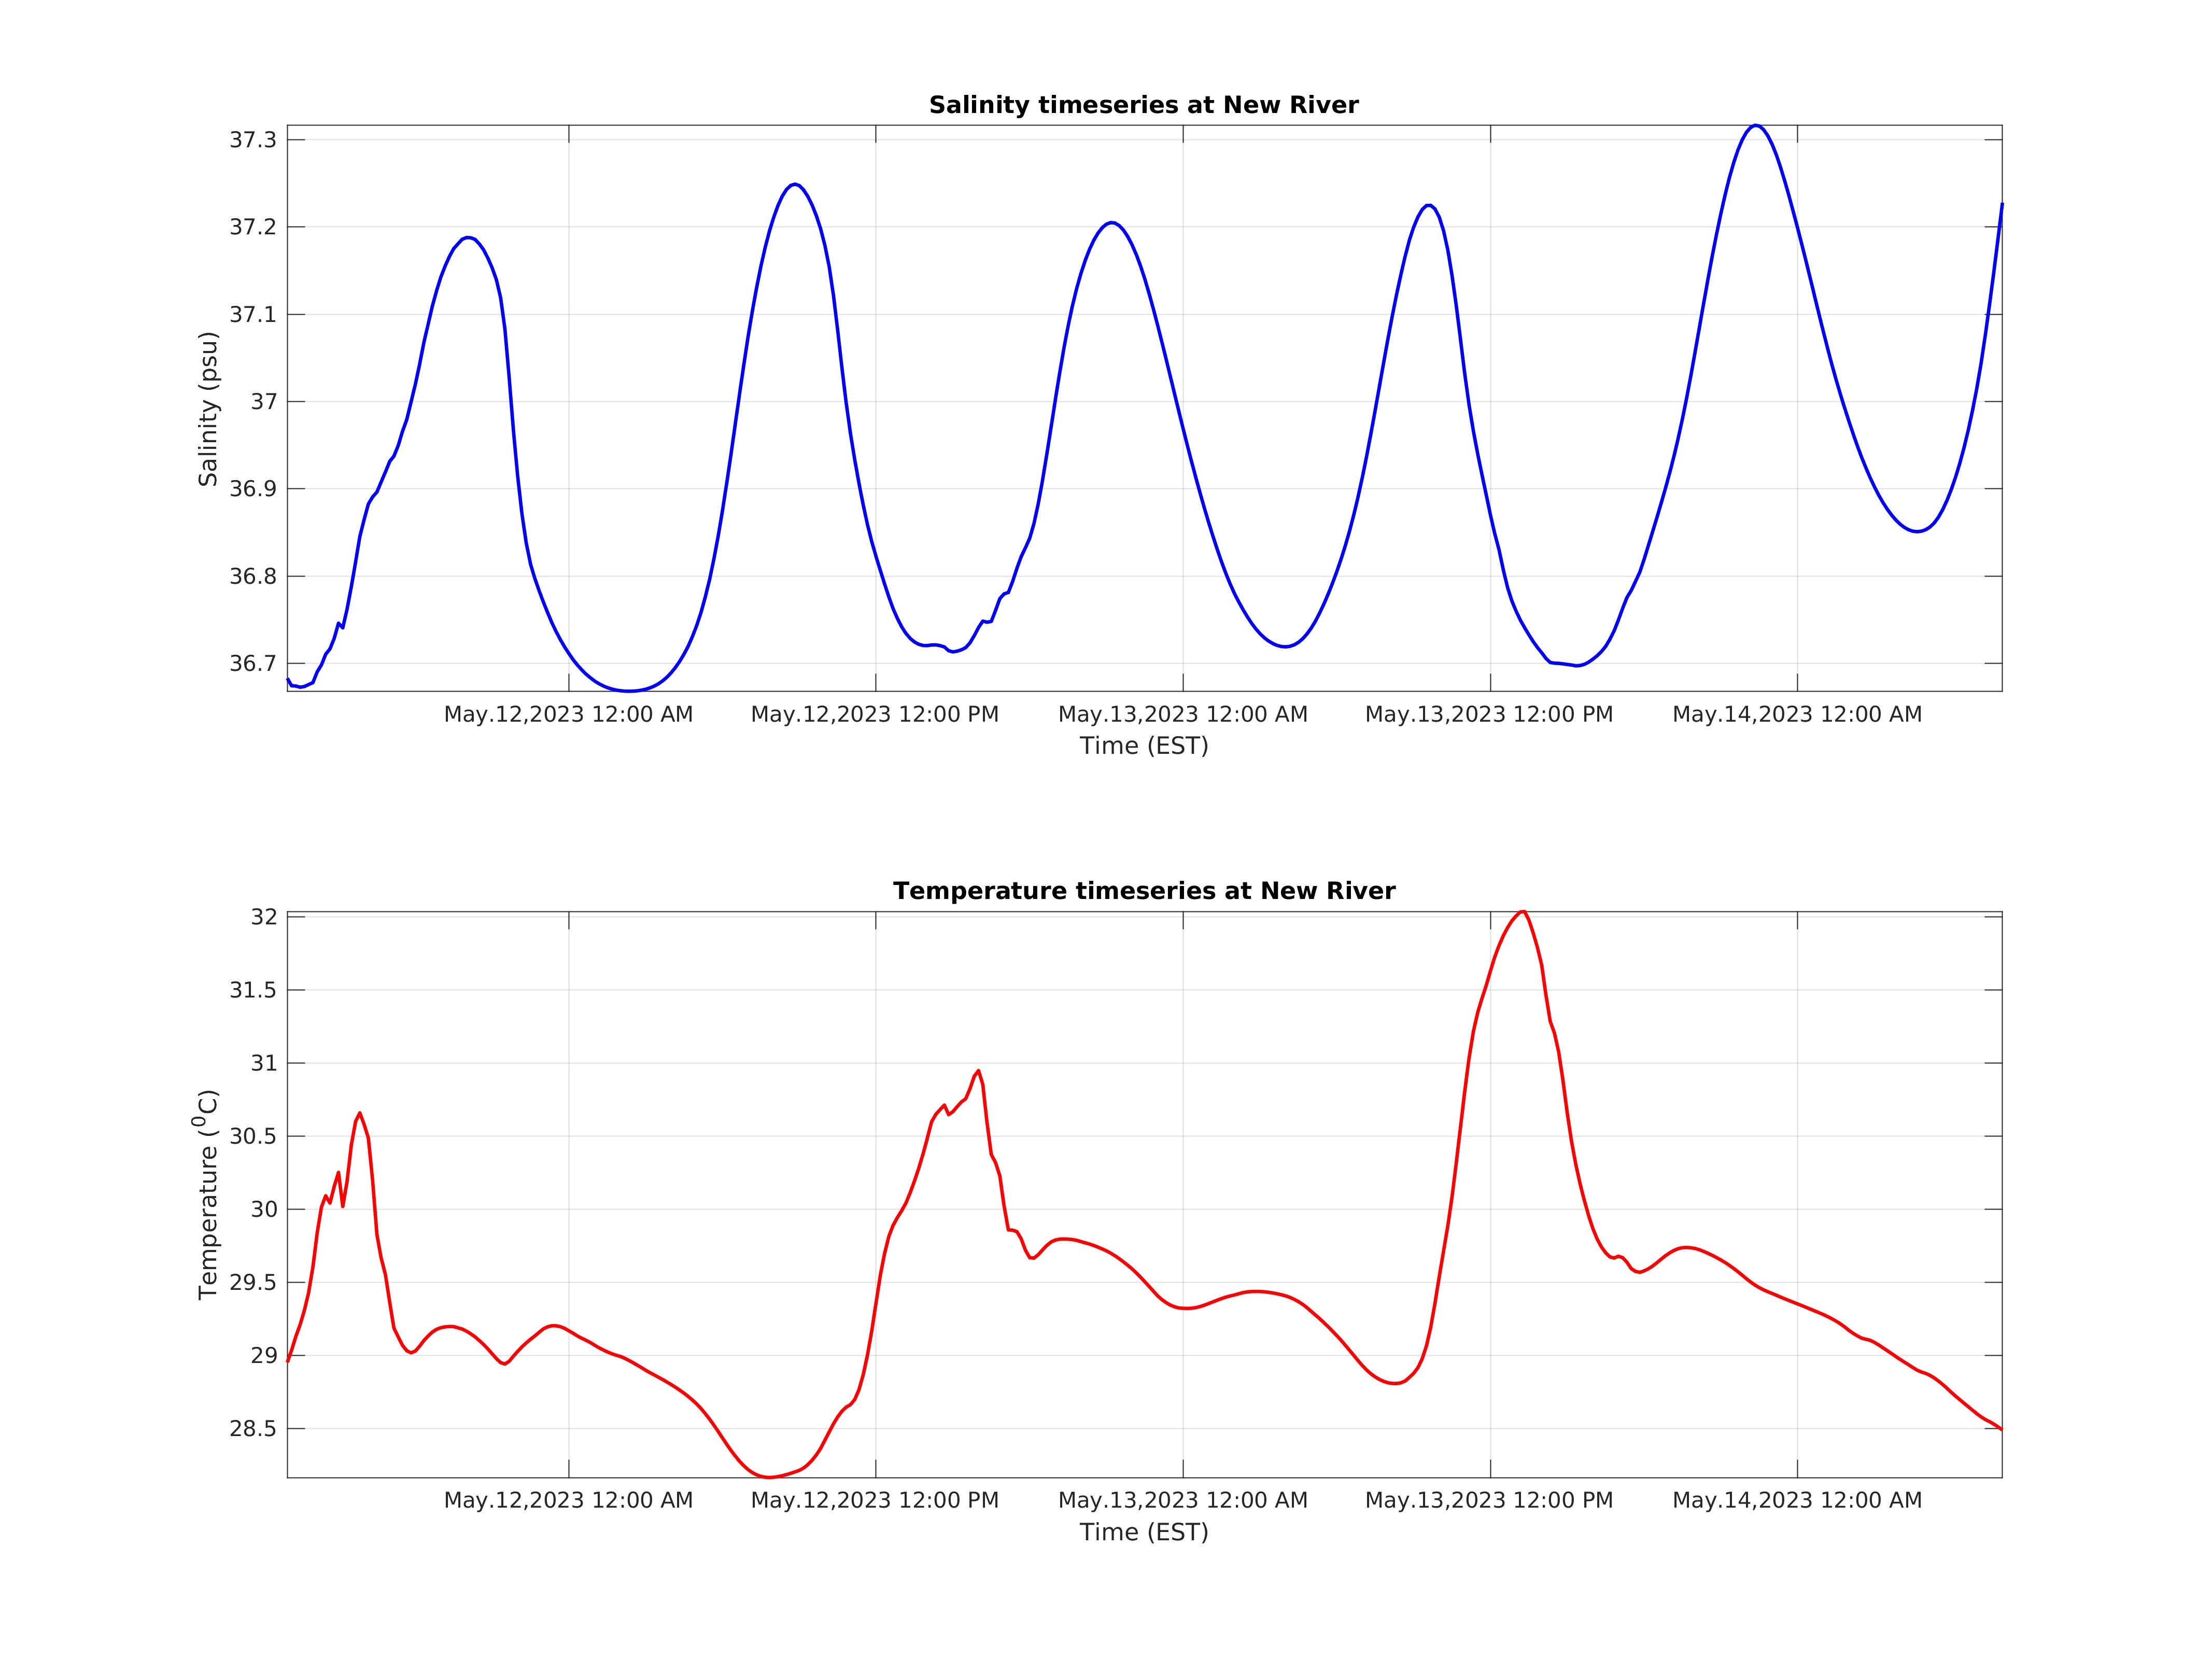 Salinity timeseries at New River
37.3
37.2
37.1
37
36.9
36.8
36.7
Salinity (psu)
May.12,2023 12:00 AM May.12,2023 12:00 PM May.13,2023 12:00 AM May.13,2023 12:00 PM May.14,2023 12:00 AM
Time (EST)
Temperature timeseries at New River
32
31.5
31
30.5
30
29.5
29
28.5
Temperature (⁰C)
May.12,2023 12:00 AM May.12,2023 12:00 PM May.13,2023 12:00 AM May.13,2023 12:00 PM May.14,2023 12:00 AM
Time (EST)